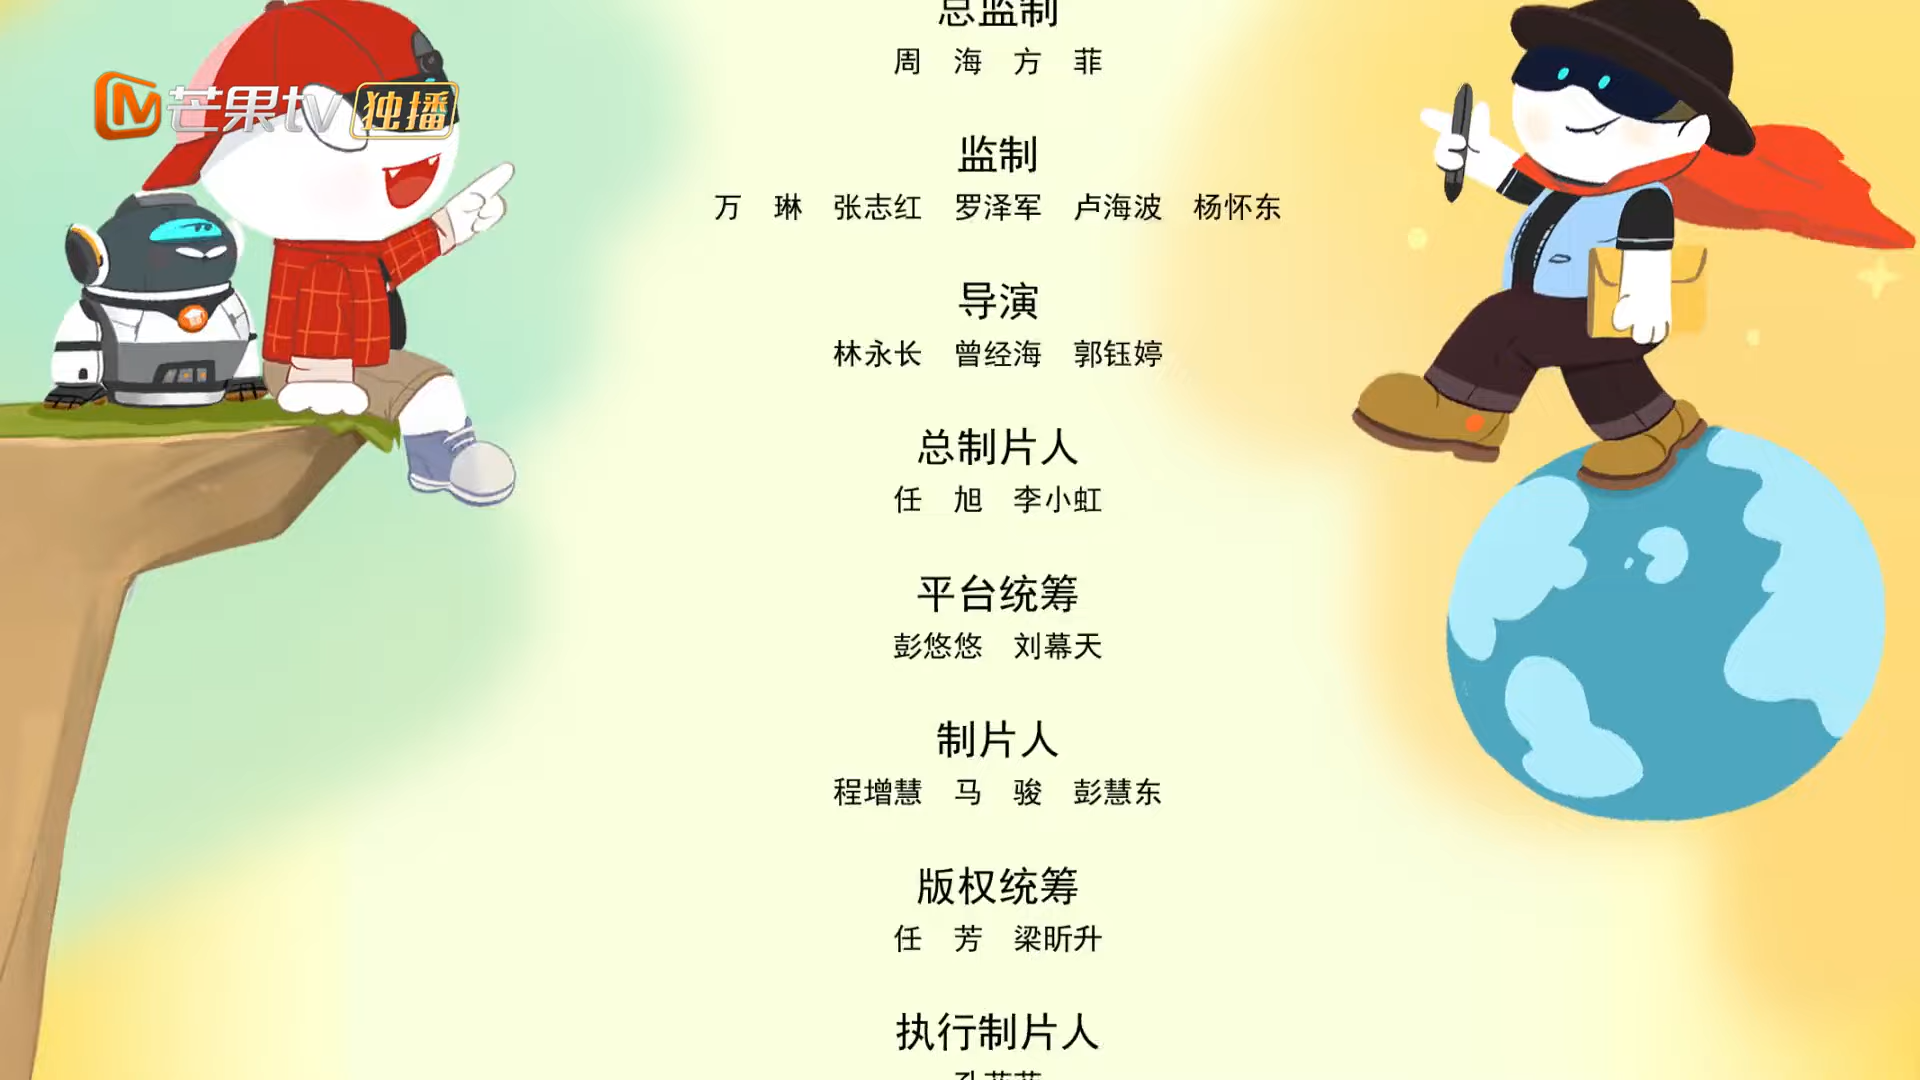 总监制
周　海　方　菲
芒果tv 独播
监制
万　琳　张志红　罗泽军　卢海波　杨怀东
导演
林永长　曾经海　郭钰婷
总制片人
任　旭　李小虹
平台统筹
彭悠悠　刘幕天
制片人
程增慧　马　骏　彭慧东
版权统筹
任　芳　梁昕升
执行制片人